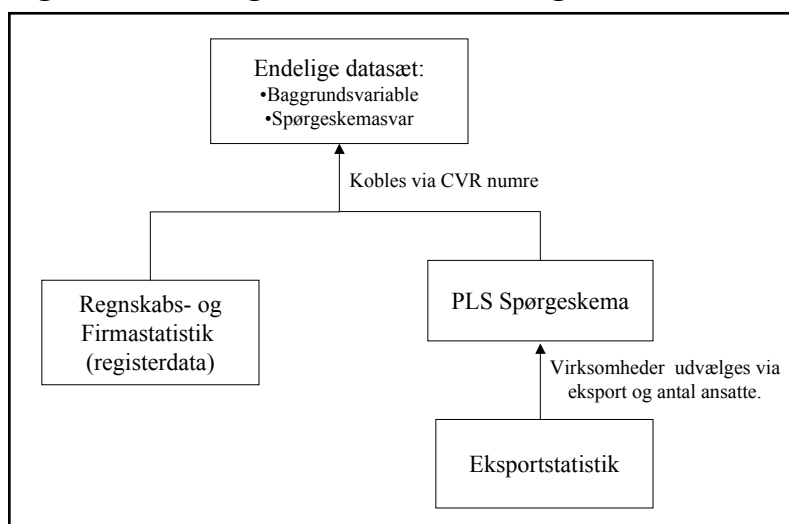 Endelige datasæt:
•Baggrundsvariable
•Spørgeskemasvar
Kobles via CVR numre
Regnskabs- og
Firmastatistik
(registerdata)
PLS Spørgeskema
Virksomheder udvælges via
eksport og antal ansatte.
Eksportstatistik